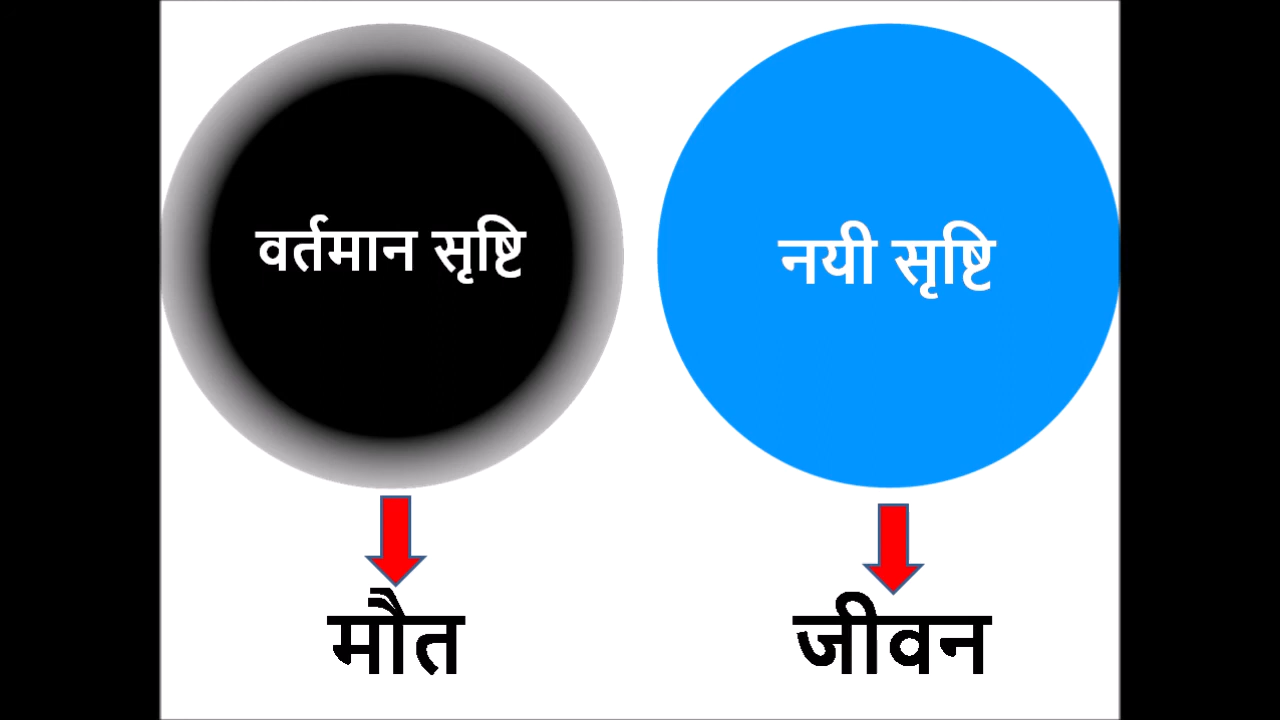 वर्तमान सृष्टि
नयी सृष्टि
मौत
जीवन